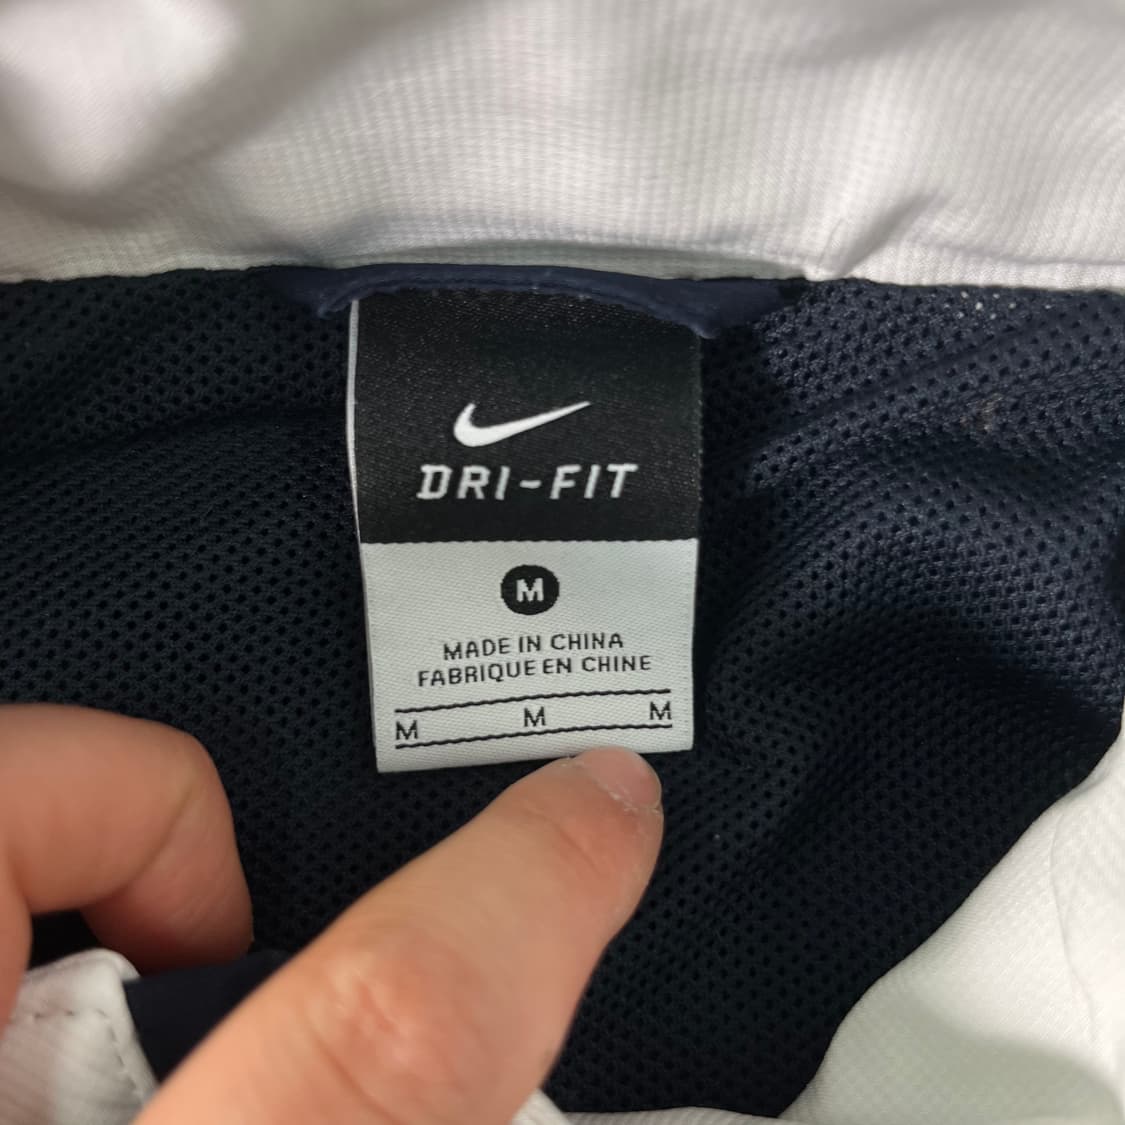 DRI-FIT
M
MADE IN CHINA
FABRIQUE EN CHINE
M M M